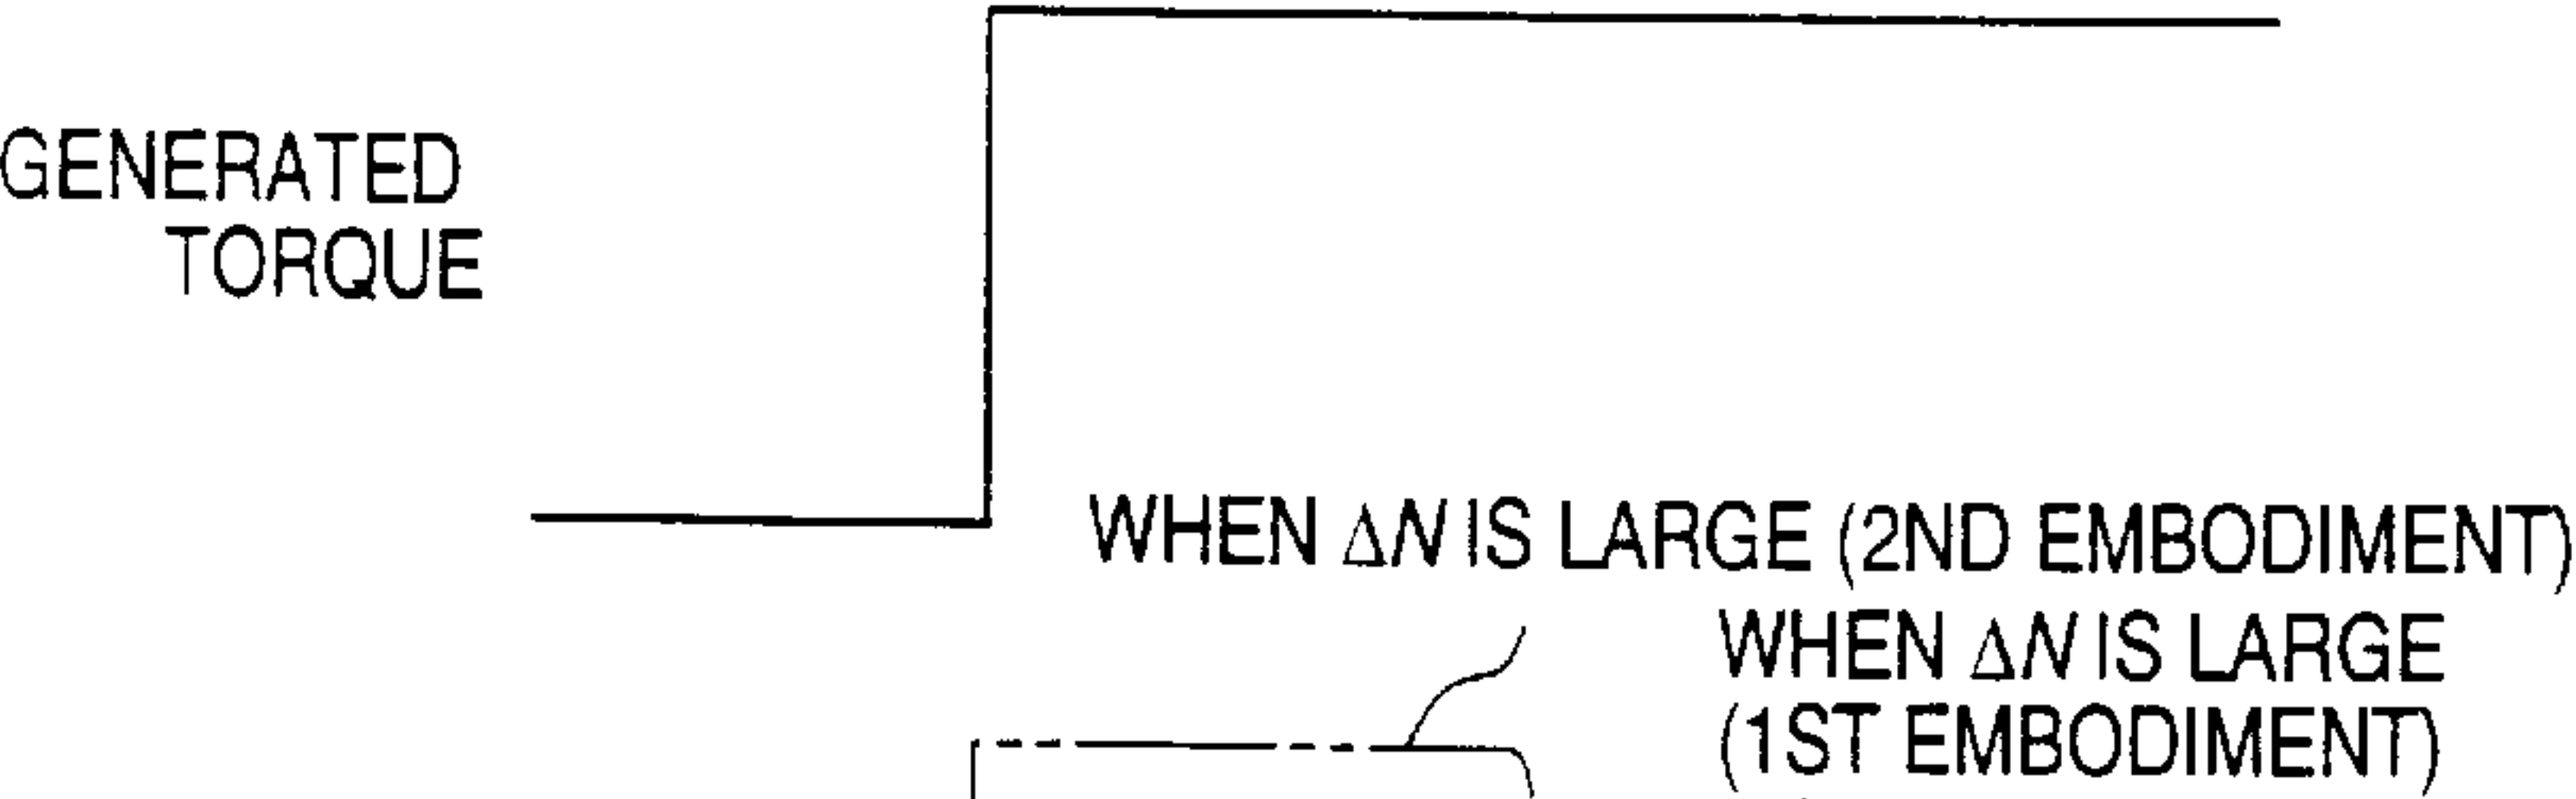 GENERATED
TORQUE
WHEN ΔN IS LARGE (2ND EMBODIMENT)
WHEN ΔN IS LARGE
(1ST EMBODIMENT)